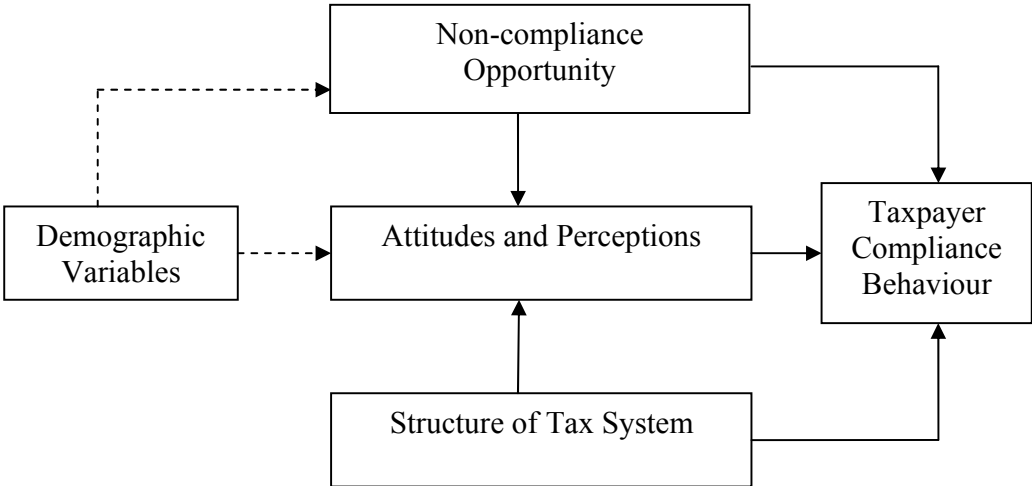 Non-compliance
Opportunity
Demographic
Variables
Attitudes and Perceptions
Taxpayer
Compliance
Behaviour
Structure of Tax System